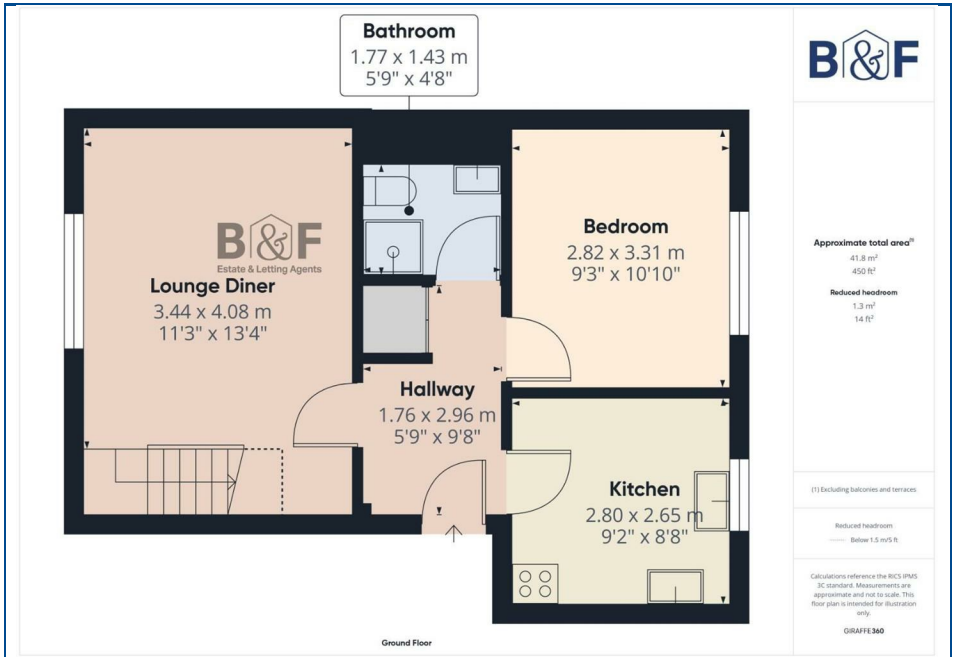 Bathroom
1.77 x 1.43 m
5'9" x 4'8"
B&F
Estate & Letting Agents
Lounge Diner
3.44 x 4.08 m
11'3" x 13'4"
Bedroom
2.82 x 3.31 m
9'3" x 10'10"
Hallway
1.76 x 2.96 m
5'9" x 9'8"
Kitchen
2.80 x 2.65 m
9'2" x 8'8"
Ground Floor
B&F
Approximate total area(1)
41.8 m²
450 ft²
Reduced headroom
1.3 m²
14 ft²
(1) Excluding balconies and terraces
Reduced headroom
Below 1.5 m/5 ft
Calculations reference the RICS IPMS
3C standard. Measurements are
approximate and not to scale. This
floor plan is intended for illustration
only.
GIRAFFE360